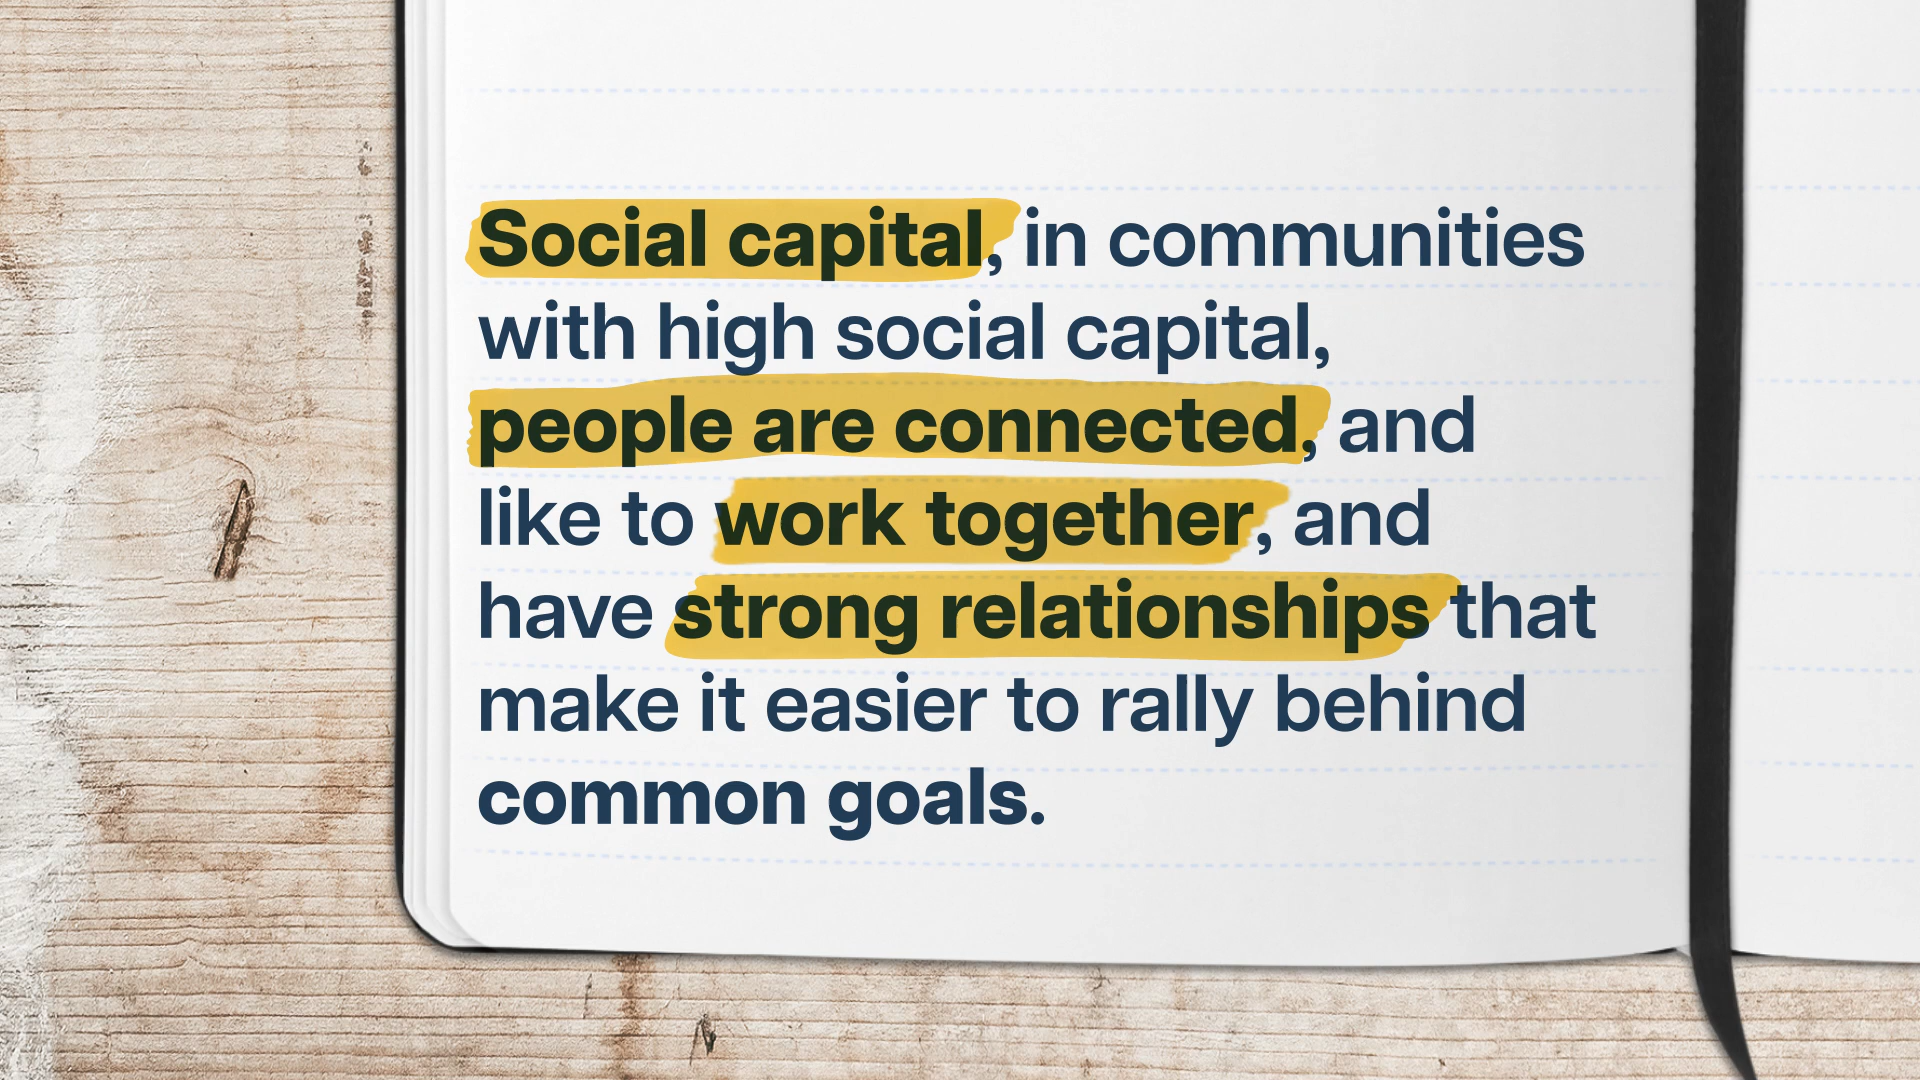 Social capital, in communities
with high social capital,
people are connected, and
like to work together, and
have strong relationships that
make it easier to rally behind
common goals.